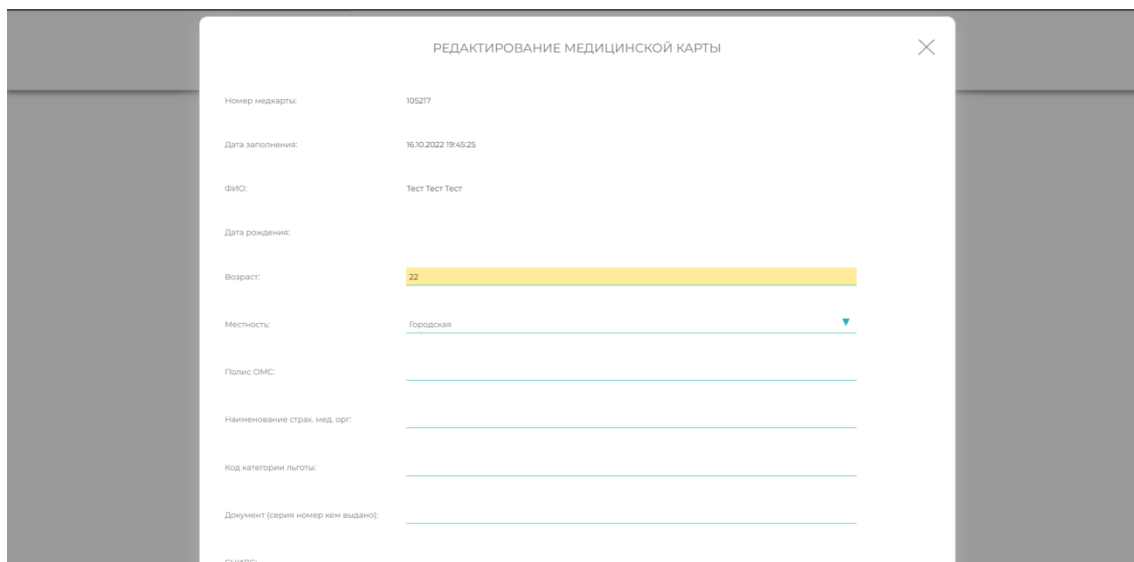 РЕДАКТИРОВАНИЕ МЕДИЦИНСКОЙ КАРТЫ
Номер медкарты: 105217
Дата заполнения: 16.10.2022 19:45:25
ФИО: Тест Тест Тест
Дата рождения:
Возраст: 22
Местность: Городская
Полис ОМС:
Наименование страх. мед. орг:
Код категории льготы:
Документ (серия номер кем выдано):